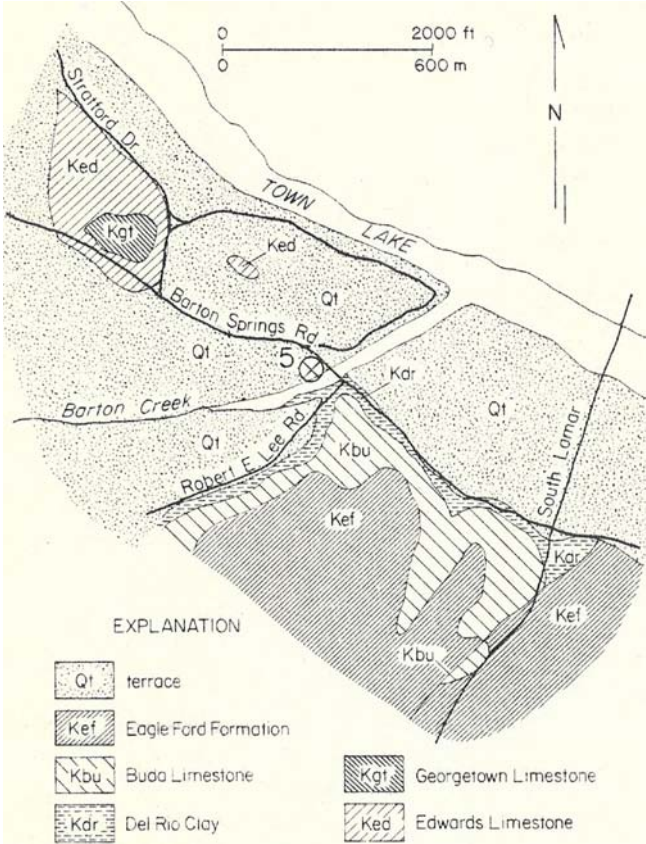 0 2000 ft
0 600 m
N
Stratford Dr.
Ked
Kgt
TOWN
LAKE
Ked
Qt
Barton Springs Rd.
Qt
5
Kdr
Barton Creek
Qt
Qt
Robert E. Lee Rd.
Kbu
South Lamar
Kef
Kdr
Kef
Kbu
EXPLANATION
Qt terrace
Kef Eagle Ford Formation
Kbu Buda Limestone
Kdr Del Rio Clay
Kgt Georgetown Limestone
Ked Edwards Limestone